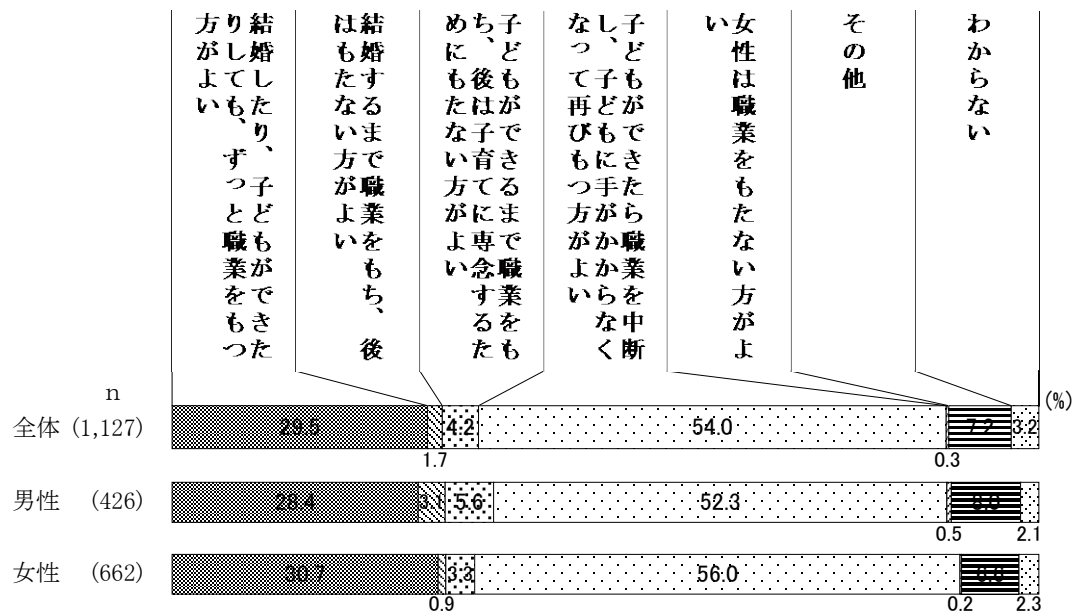 結婚したり、子どもができた
りしても、ずっと職業をもつ
方がよい
結婚するまで職業をもち、後
はもたない方がよい
子どもができるまで職業をも
ち、後は子育てに専念するた
めにもたない方がよい
子どもができたら職業を中断
し、子どもに手がかからなく
なって再びもつ方がよい
女性は職業をもたない方がよ
い
その他
わからない
n
(%)
全体 (1,127) 29.5 4.2 54.0 7.2 3.2
1.7 0.3
男性 (426) 28.4 3.1 5.6 52.3 8.0
0.5 2.1
女性 (662) 30.7 3.3 56.0 6.6
0.9 0.2 2.3